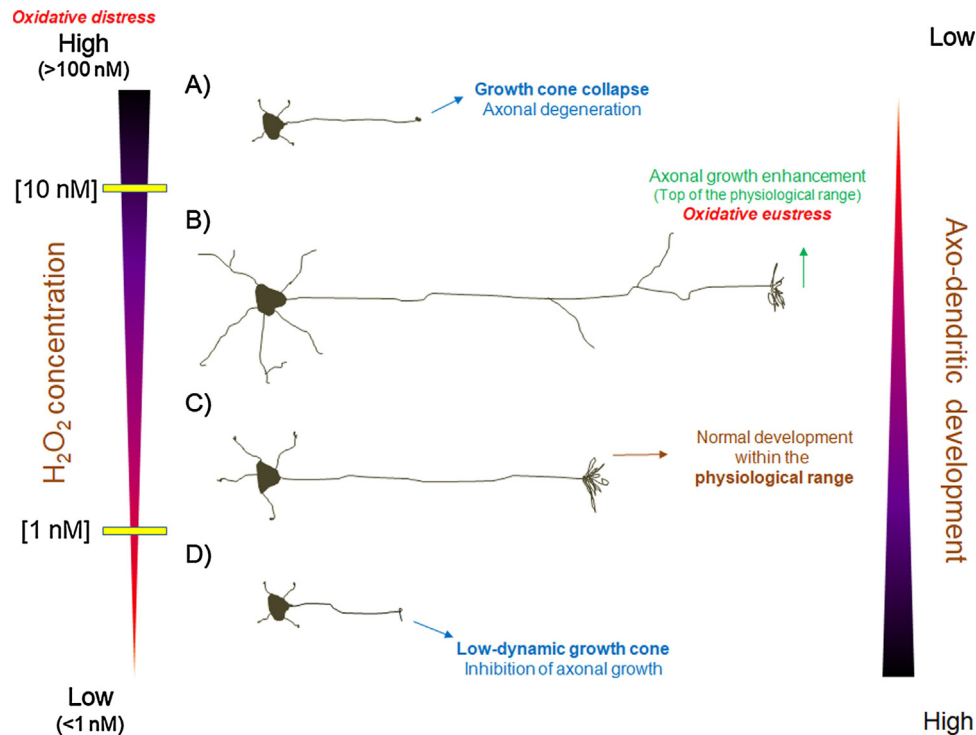 Oxidative distress
High
(>100 nM)
[10 nM]
H₂O₂ concentration
[1 nM]
Low
(<1 nM)
A)
Growth cone collapse
Axonal degeneration
Axonal growth enhancement
(Top of the physiological range)
Oxidative eustress
B)
C)
Normal development
within the
physiological range
D)
Low-dynamic growth cone
Inhibition of axonal growth
Low
Axo-dendritic development
High